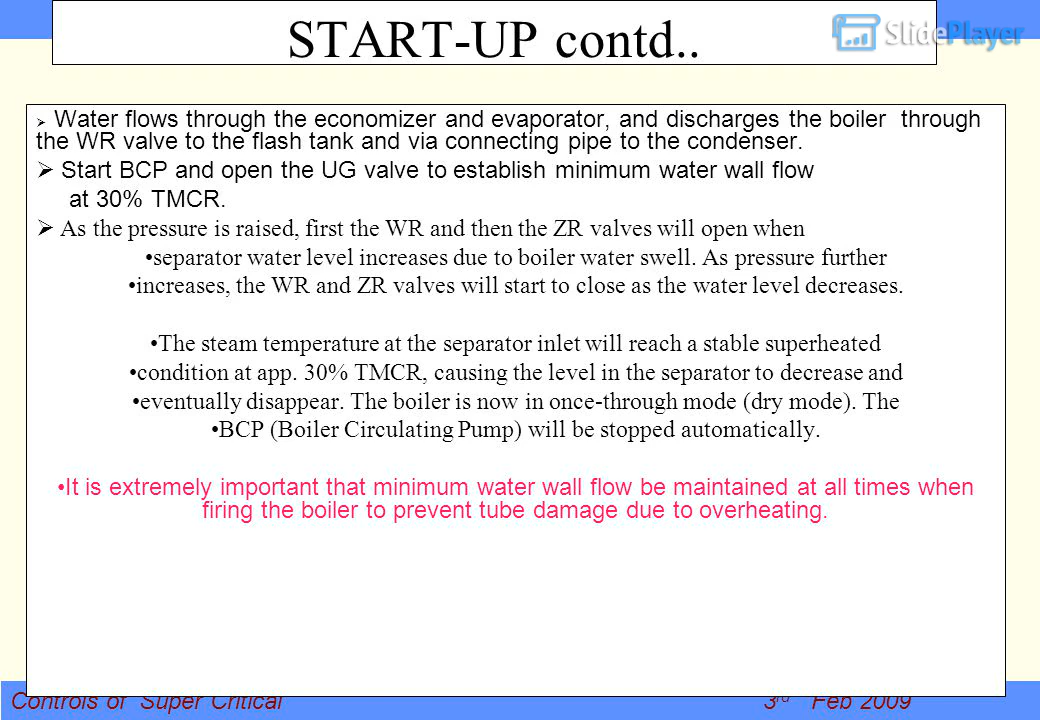 START-UP contd..
SlidePlayer
➢ Water flows through the economizer and evaporator, and discharges the boiler through
the WR valve to the flash tank and via connecting pipe to the condenser.
➢ Start BCP and open the UG valve to establish minimum water wall flow
at 30% TMCR.
➢ As the pressure is raised, first the WR and then the ZR valves will open when
•separator water level increases due to boiler water swell. As pressure further
•increases, the WR and ZR valves will start to close as the water level decreases.
•The steam temperature at the separator inlet will reach a stable superheated
•condition at app. 30% TMCR, causing the level in the separator to decrease and
•eventually disappear. The boiler is now in once-through mode (dry mode). The
•BCP (Boiler Circulating Pump) will be stopped automatically.
•It is extremely important that minimum water wall flow be maintained at all times when
firing the boiler to prevent tube damage due to overheating.
Controls of Super Critical 3rd Feb 2009